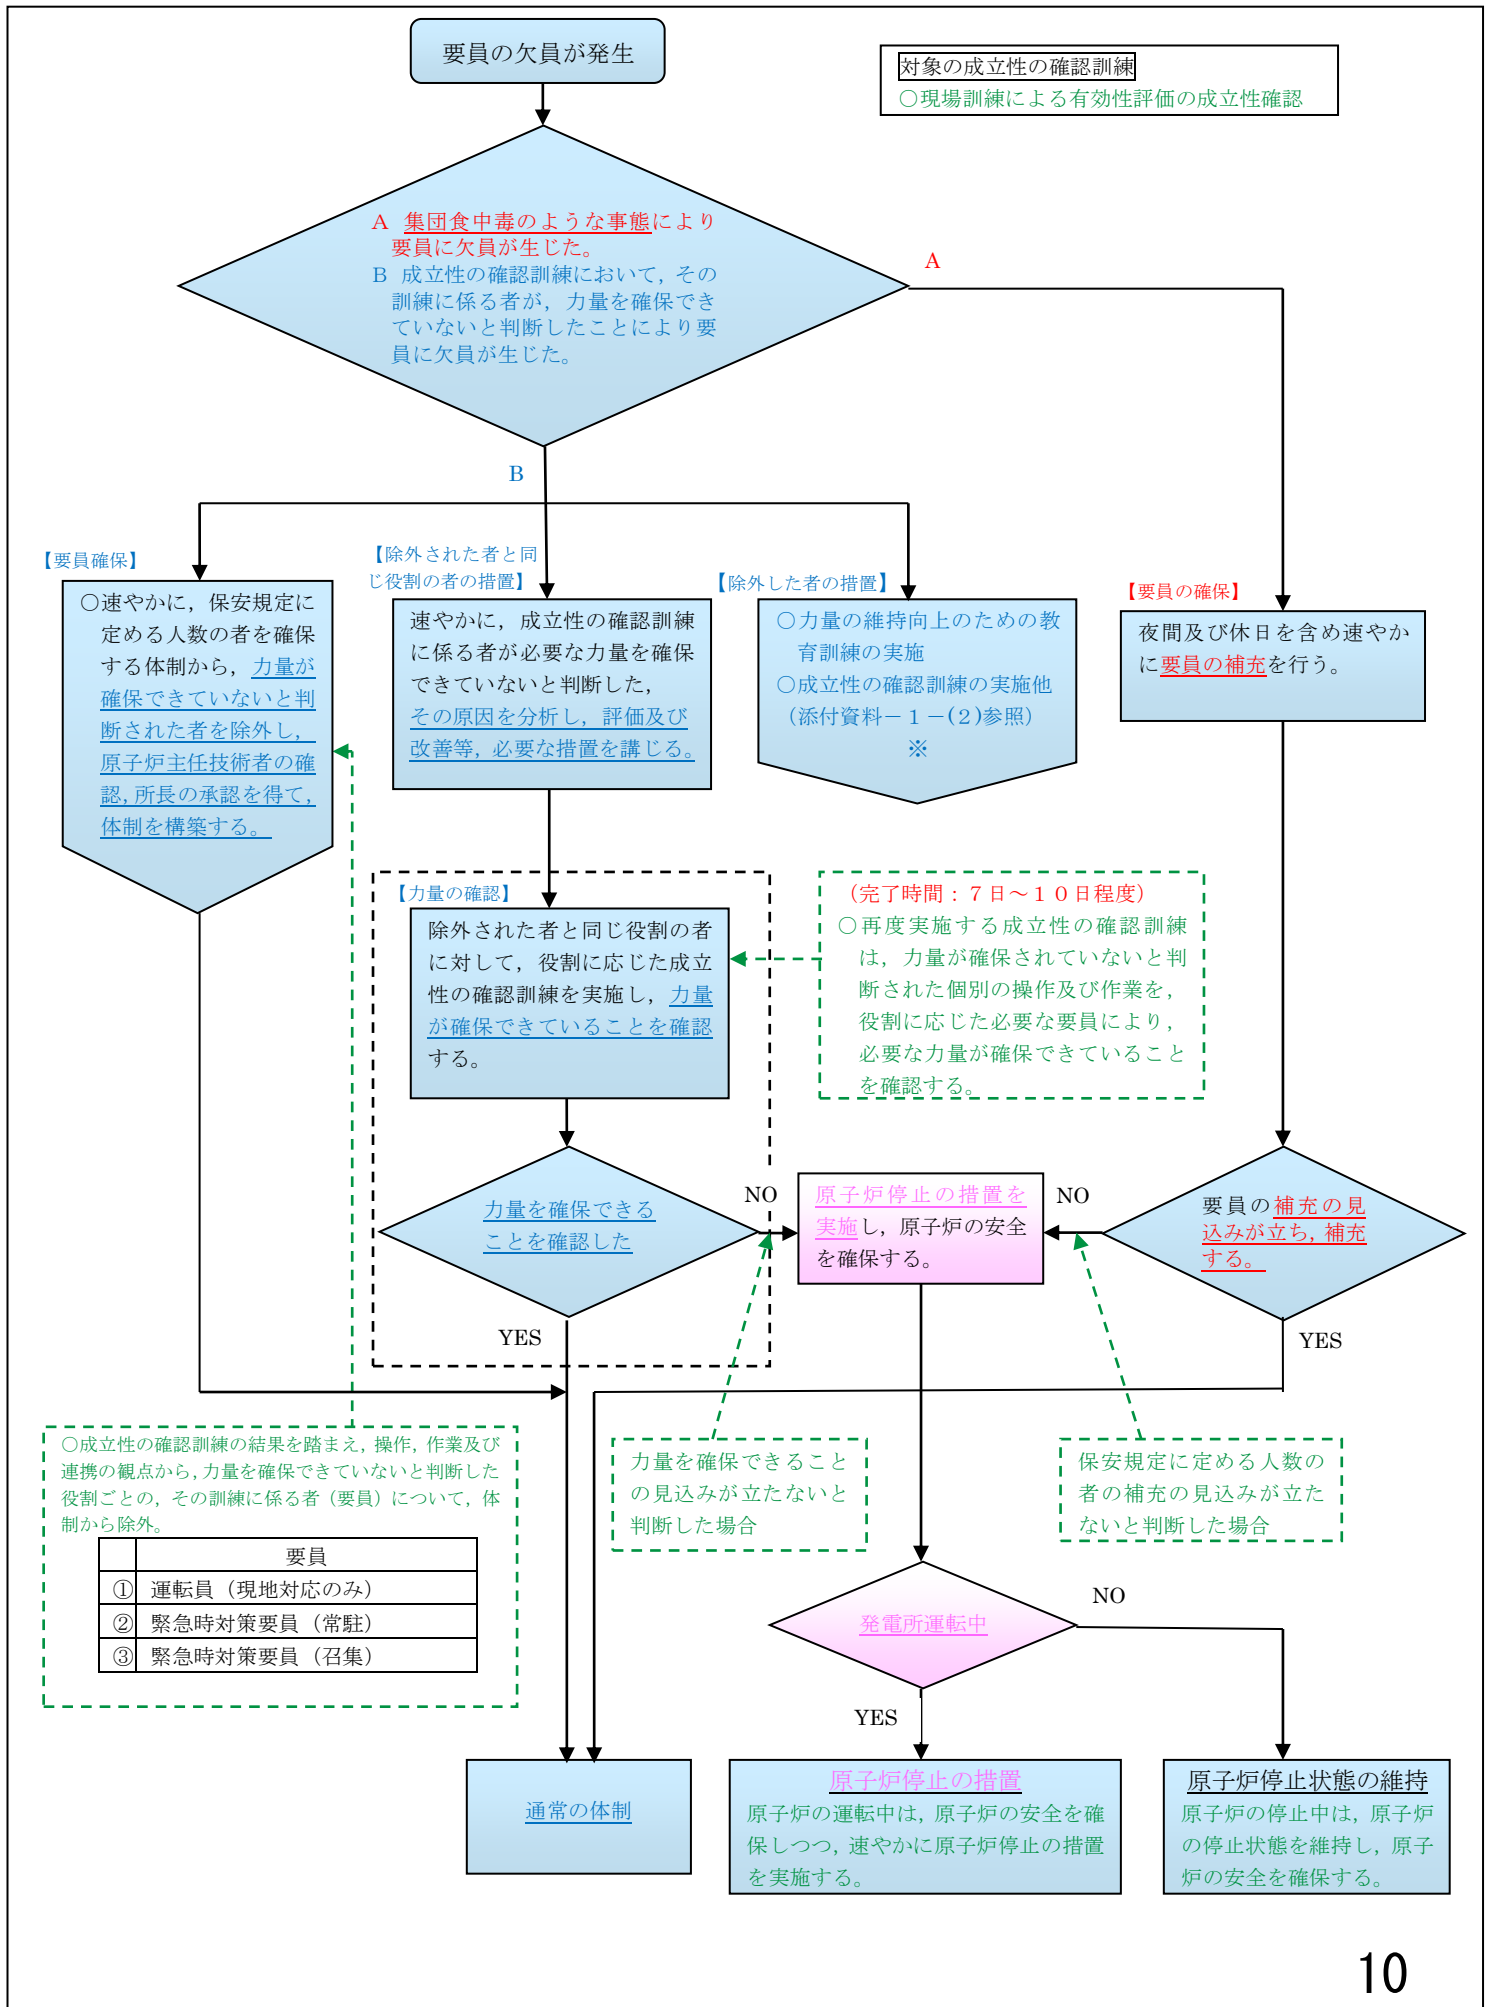 要員の欠員が発生
対象の成立性の確認訓練
○現場訓練による有効性評価の成立性確認
A 集団食中毒のような事態により
要員に欠員が生じた。
B 成立性の確認訓練において，その
訓練に係る者が，力量を確保でき
ていないと判断したことにより要
員に欠員が生じた。
A
B
【要員確保】
○速やかに，保安規定に
定める人数の者を確保
する体制から，力量が
確保できていないと判
断された者を除外し，
原子炉主任技術者の確
認，所長の承認を得て，
体制を構築する。
【除外された者と同
じ役割の者の措置】
速やかに，成立性の確認訓練
に係る者が必要な力量を確保
できていないと判断した，
その原因を分析し，評価及び
改善等，必要な措置を講じる。
【除外した者の措置】
○力量の維持向上のための教
育訓練の実施
○成立性の確認訓練の実施他
（添付資料－１－(2)参照）
※
【要員の確保】
夜間及び休日を含め速やか
に要員の補充を行う。
【力量の確認】
除外された者と同じ役割の者
に対して，役割に応じた成立
性の確認訓練を実施し，力量
が確保できていることを確認
する。
（完了時間：７日～１０日程度）
○再度実施する成立性の確認訓練
は，力量が確保されていないと判
断された個別の操作及び作業を，
役割に応じた必要な要員により，
必要な力量が確保できていること
を確認する。
力量を確保できる
ことを確認した
NO
YES
原子炉停止の措置を
実施し，原子炉の安全
を確保する。
NO
要員の補充の見
込みが立ち，補充
する。
YES
○成立性の確認訓練の結果を踏まえ，操作，作業及び
連携の観点から，力量を確保できていないと判断した
役割ごとの，その訓練に係る者（要員）について，体
制から除外。
要員
① 運転員（現地対応のみ）
② 緊急時対策要員（常駐）
③ 緊急時対策要員（召集）
力量を確保できること
の見込みが立たないと
判断した場合
保安規定に定める人数の
者の補充の見込みが立た
ないと判断した場合
発電所運転中
NO
YES
通常の体制
原子炉停止の措置
原子炉の運転中は，原子炉の安全を確
保しつつ，速やかに原子炉停止の措置
を実施する。
原子炉停止状態の維持
原子炉の停止中は，原子炉
の停止状態を維持し，原子
炉の安全を確保する。
10